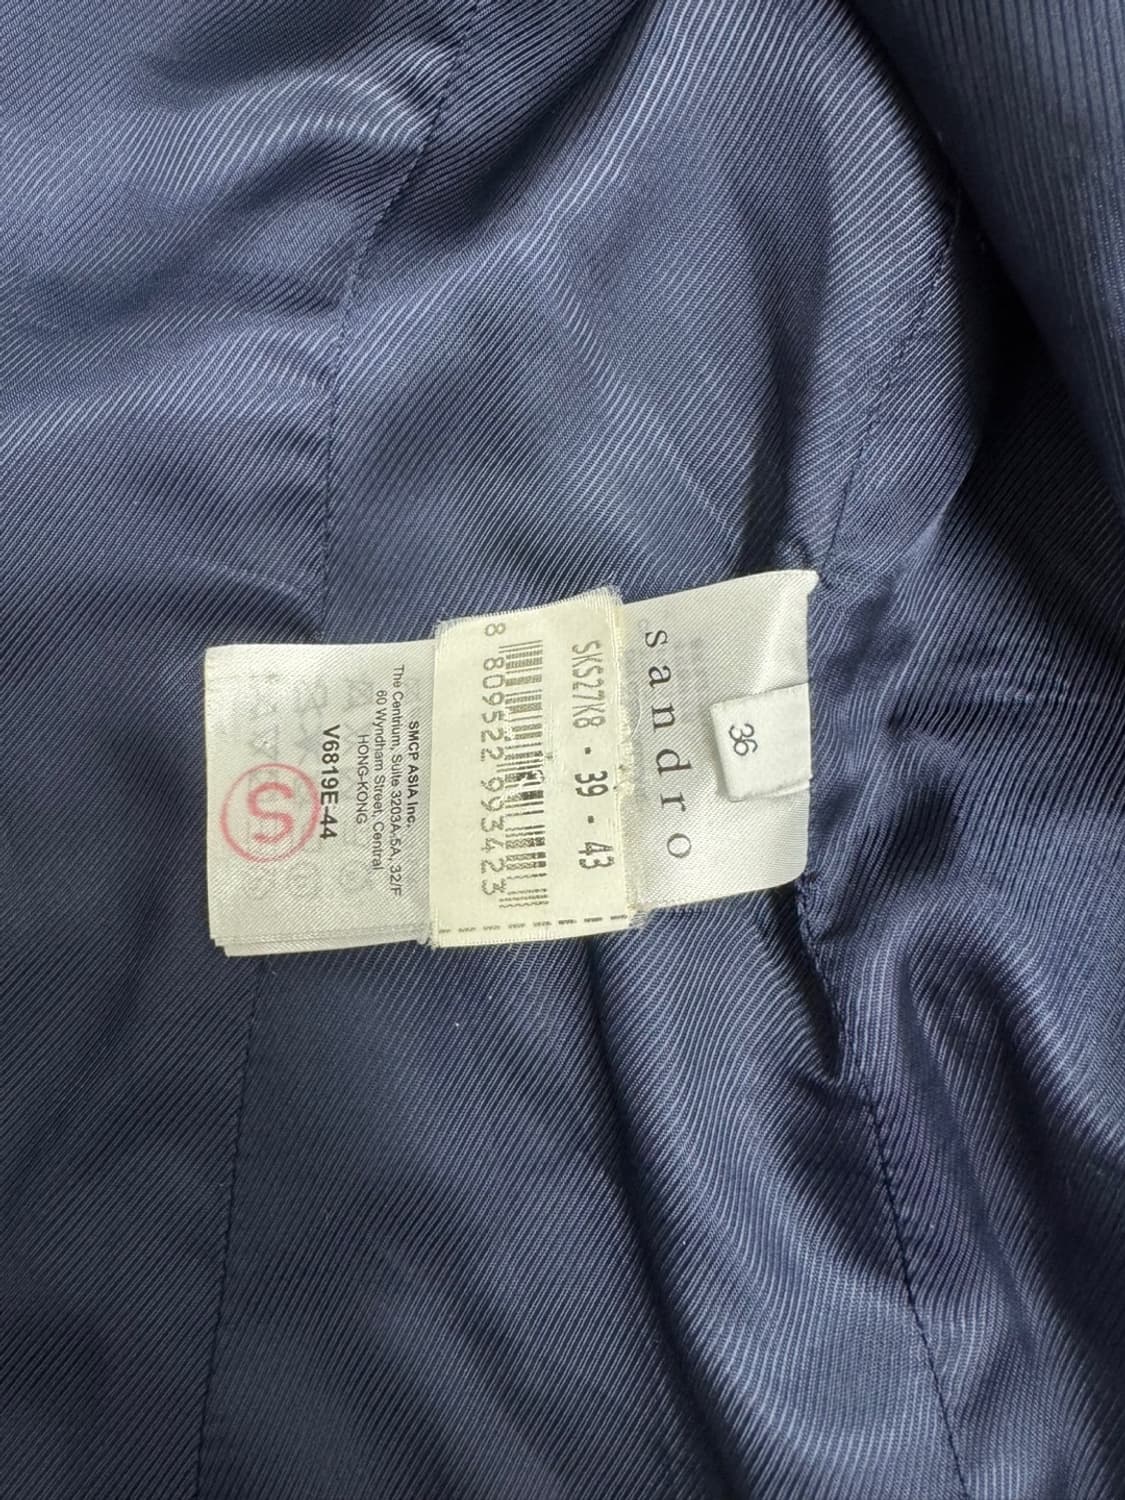 sandro
36
SKS27K8 - 39 - 43
8 809522 993423
SMCP ASIA Inc.
The Centrium, Suite 3203A-5A, 32/F
60 Wyndham Street, Central
HONG-KONG
V6819E-44
S